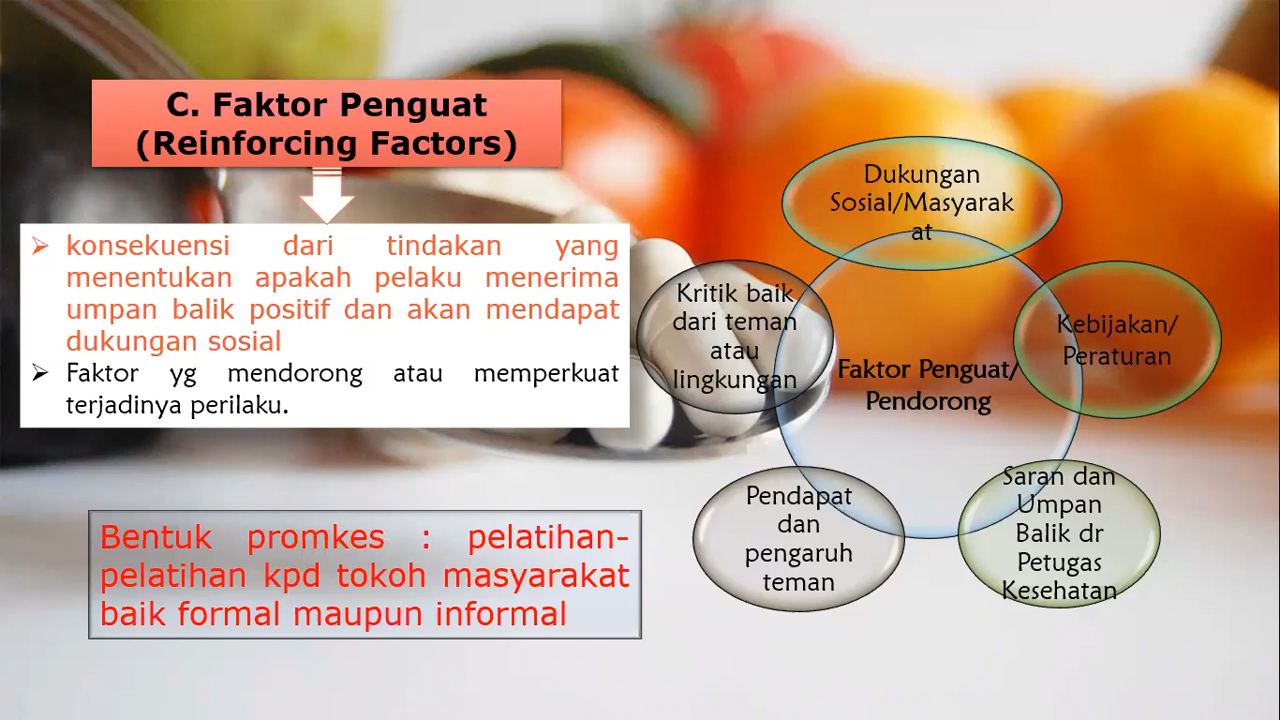 C. Faktor Penguat
(Reinforcing Factors)
➢ konsekuensi dari tindakan yang
menentukan apakah pelaku menerima
umpan balik positif dan akan mendapat
dukungan sosial
➢ Faktor yg mendorong atau memperkuat
terjadinya perilaku.
Bentuk promkes : pelatihan-
pelatihan kpd tokoh masyarakat
baik formal maupun informal
Dukungan
Sosial/Masyarak
at
Kebijakan/
Peraturan
Saran dan
Umpan
Balik dr
Petugas
Kesehatan
Pendapat
dan
pengaruh
teman
Kritik baik
dari teman
atau
lingkungan
Faktor Penguat/
Pendorong